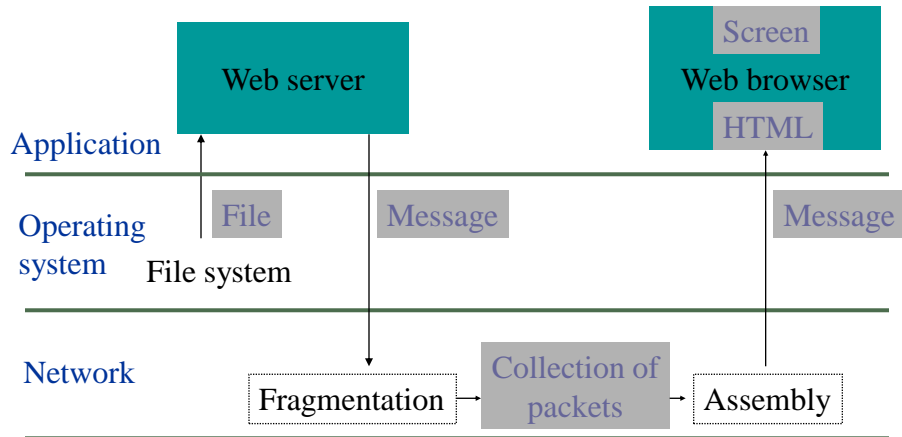 Screen
Web server
Web browser
HTML
Application
File
Message
Message
Operating
system
File system
Network
Fragmentation
Collection of
packets
Assembly